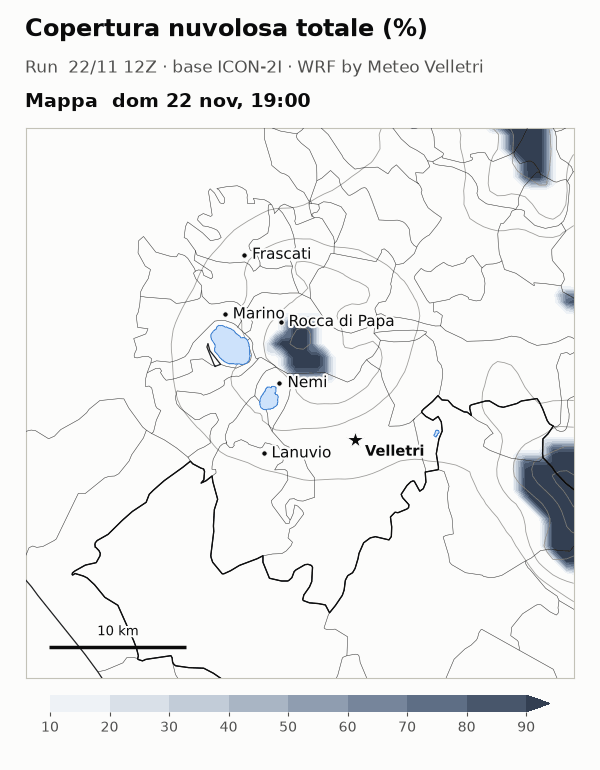 Copertura nuvolosa totale (%)
Run 22/11 12Z · base ICON-2I · WRF by Meteo Velletri
Mappa dom 22 nov, 19:00
Frascati
Marino
Rocca di Papa
Nemi
Velletri
Lanuvio
10 km
10 20 30 40 50 60 70 80 90